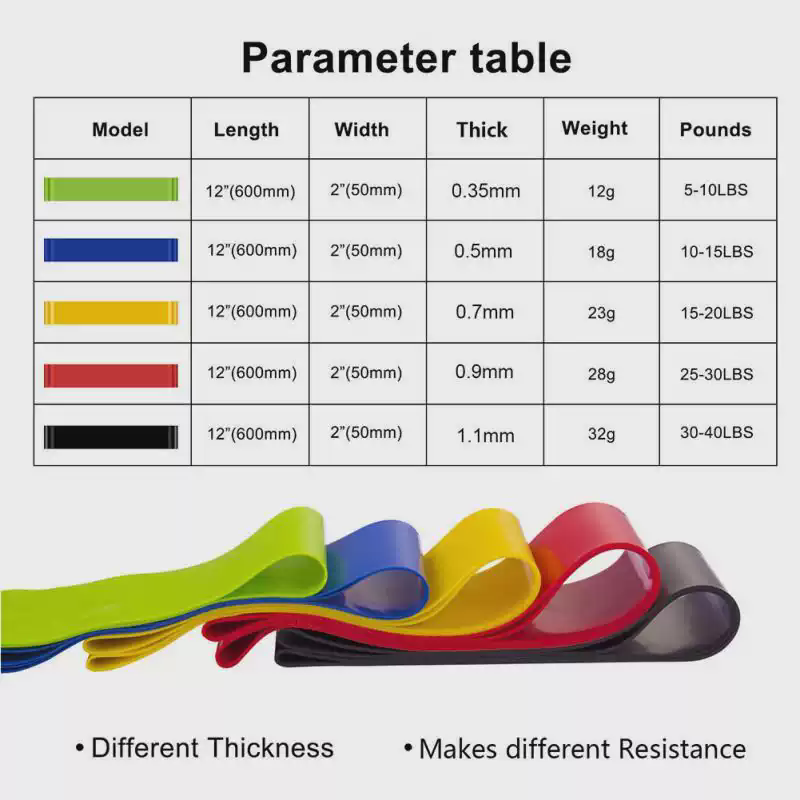 Parameter table
Model Length Width Thick Weight Pounds
12”(600mm) 2”(50mm) 0.35mm 12g 5-10LBS
12”(600mm) 2”(50mm) 0.5mm 18g 10-15LBS
12”(600mm) 2”(50mm) 0.7mm 23g 15-20LBS
12”(600mm) 2”(50mm) 0.9mm 28g 25-30LBS
12”(600mm) 2”(50mm) 1.1mm 32g 30-40LBS
• Different Thickness • Makes different Resistance